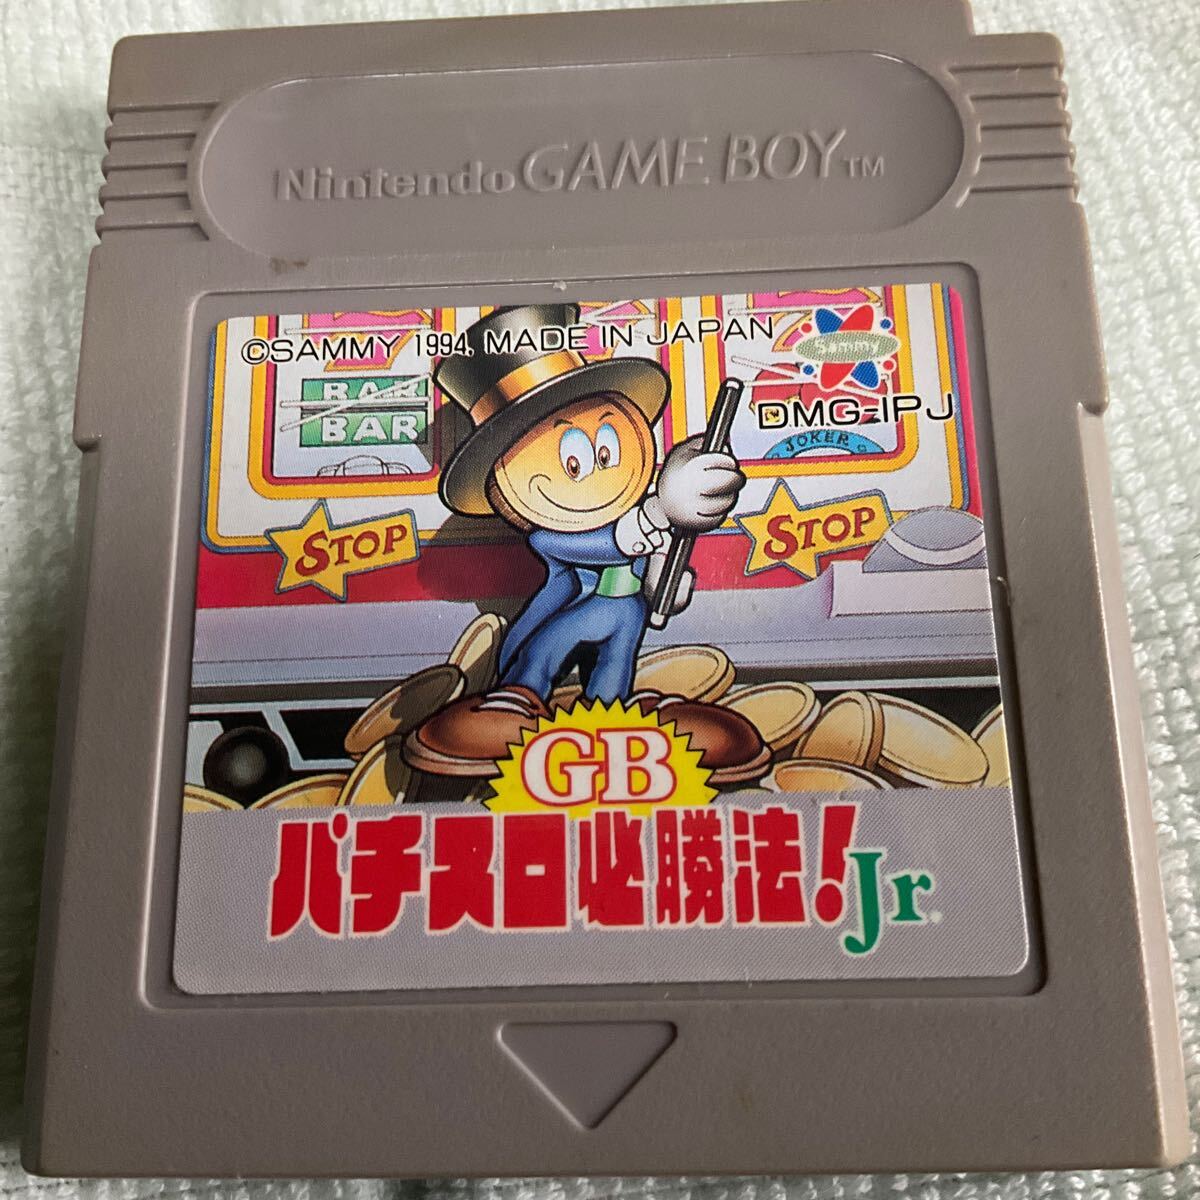 Nintendo GAME BOY TM
©SAMMY 1994, MADE IN JAPAN
Sammy
DMG-IPJ
BAR
BAR
JOKER
STOP
STOP
GB
パチスロ必勝法!Jr.